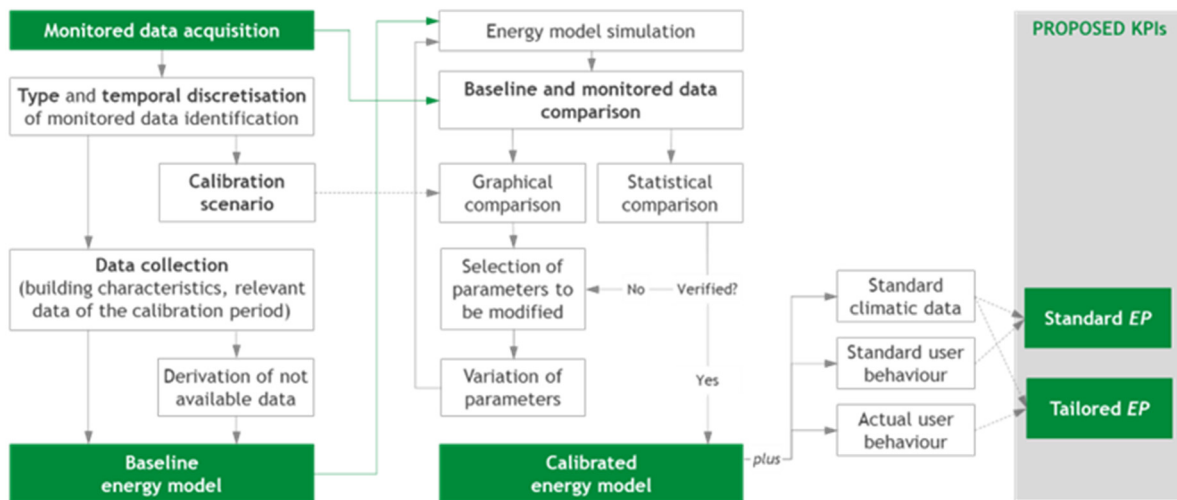 Monitored data acquisition
Type and temporal discretisation
of monitored data identification
Calibration
scenario
Data collection
(building characteristics, relevant
data of the calibration period)
Derivation of not
available data
Baseline
energy model
Energy model simulation
Baseline and monitored data
comparison
Graphical
comparison
Statistical
comparison
Selection of
parameters to
be modified
No
Verified?
Variation of
parameters
Yes
Calibrated
energy model
plus
Standard
climatic data
Standard user
behaviour
Actual user
behaviour
PROPOSED KPIs
Standard EP
Tailored EP